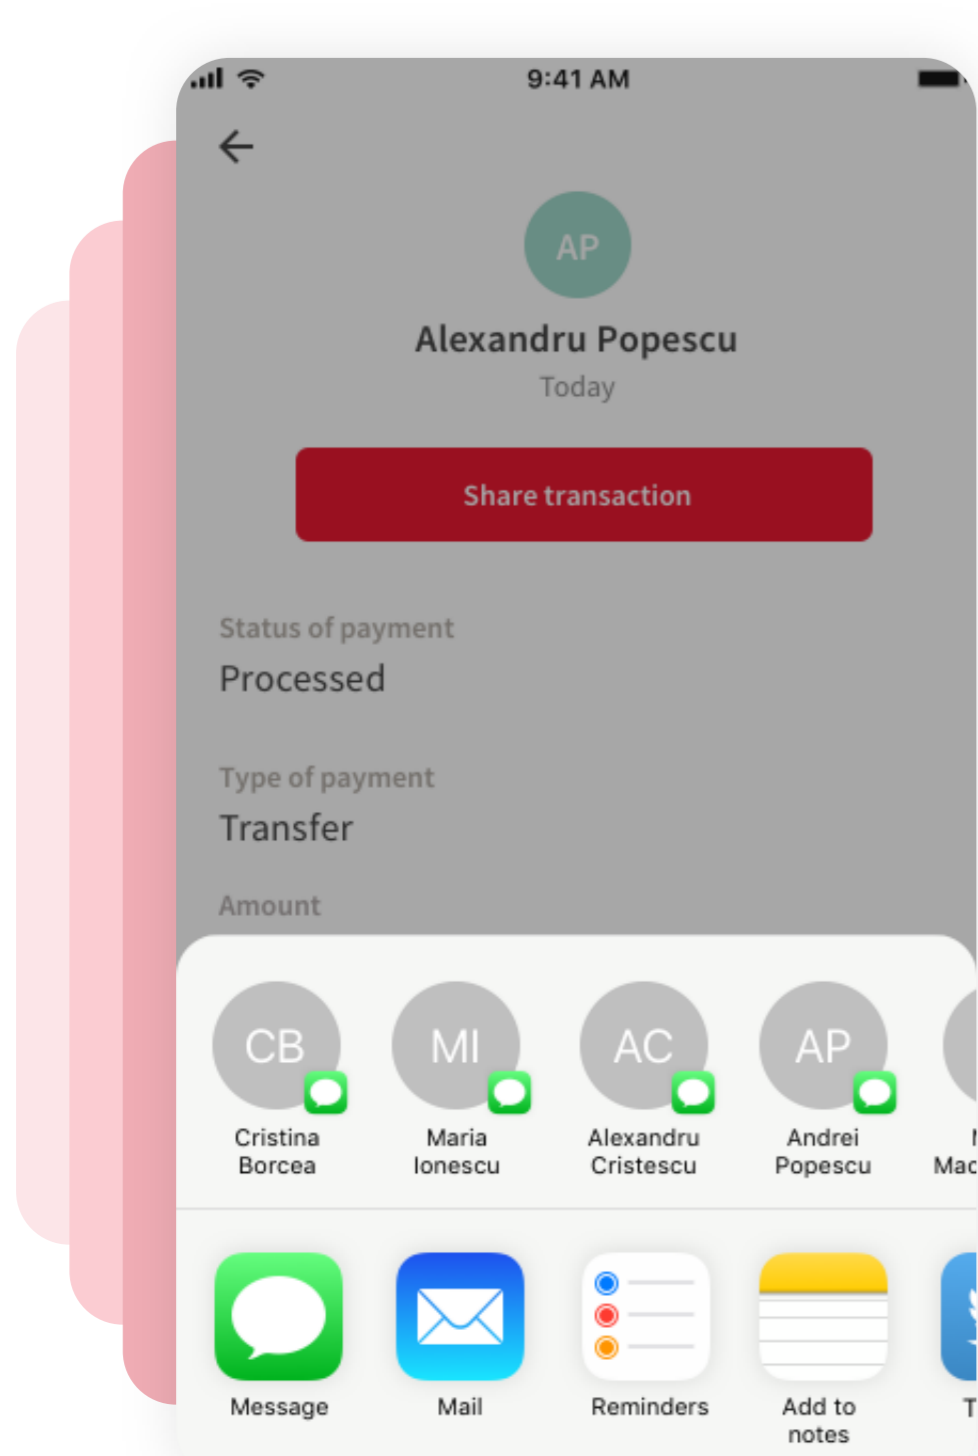 9:41 AM
AP
Alexandru Popescu
Today
Share transaction
Status of payment
Processed
Type of payment
Transfer
Amount
CB MI AC AP
Cristina Maria Alexandru Andrei
Borcea Ionescu Cristescu Popescu
Message Mail Reminders Add to
notes